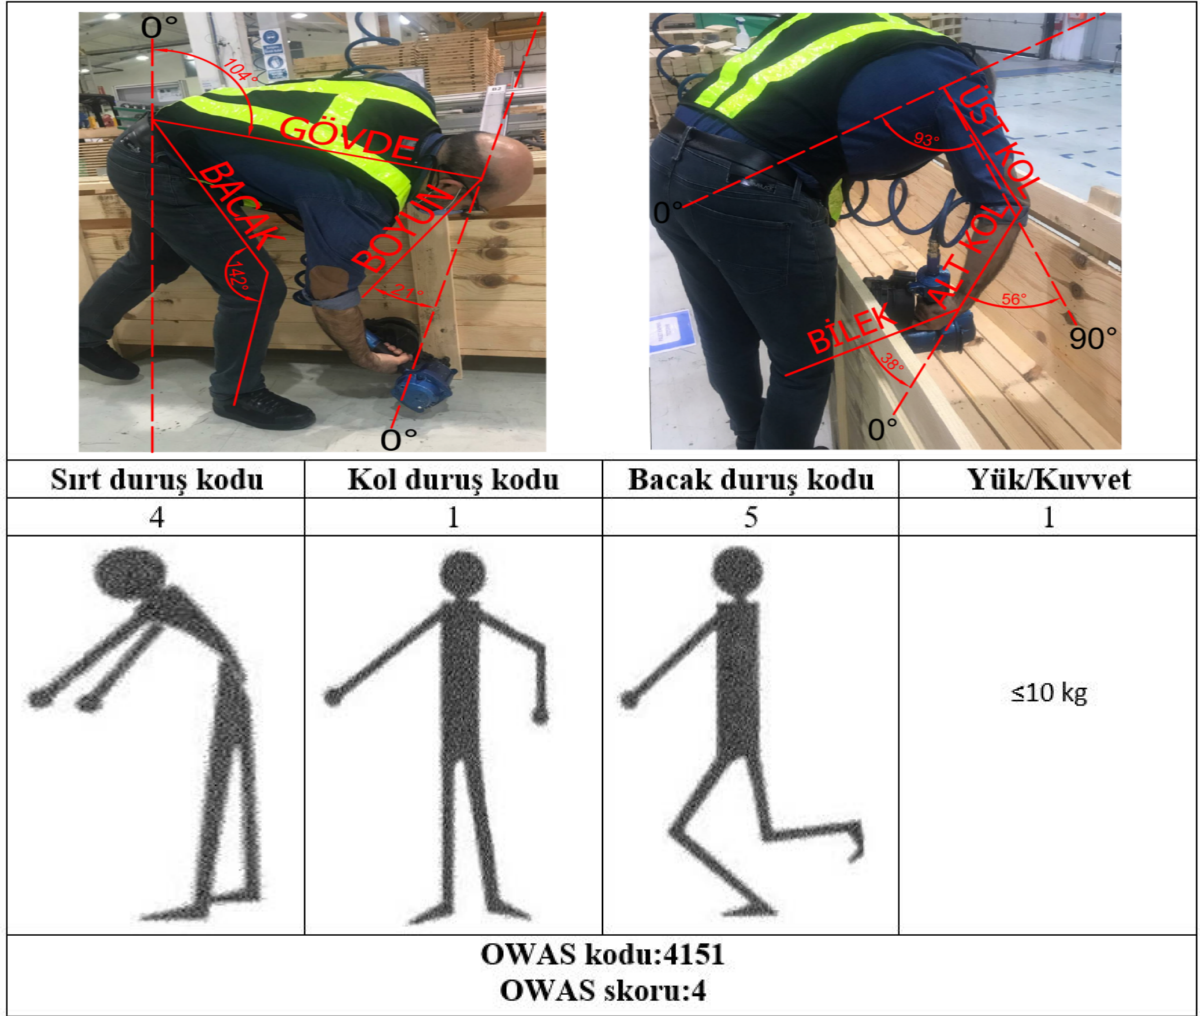 0°
104°
GÖVDE
BACAK
BOYUN
142°
21°
0°
ÜST KOL
93°
0°
ALT KOL
BİLEK
56°
90°
38°
0°
Sırt duruş kodu Kol duruş kodu Bacak duruş kodu Yük/Kuvvet
4 1 5 1
≤10 kg
OWAS kodu:4151
OWAS skoru:4